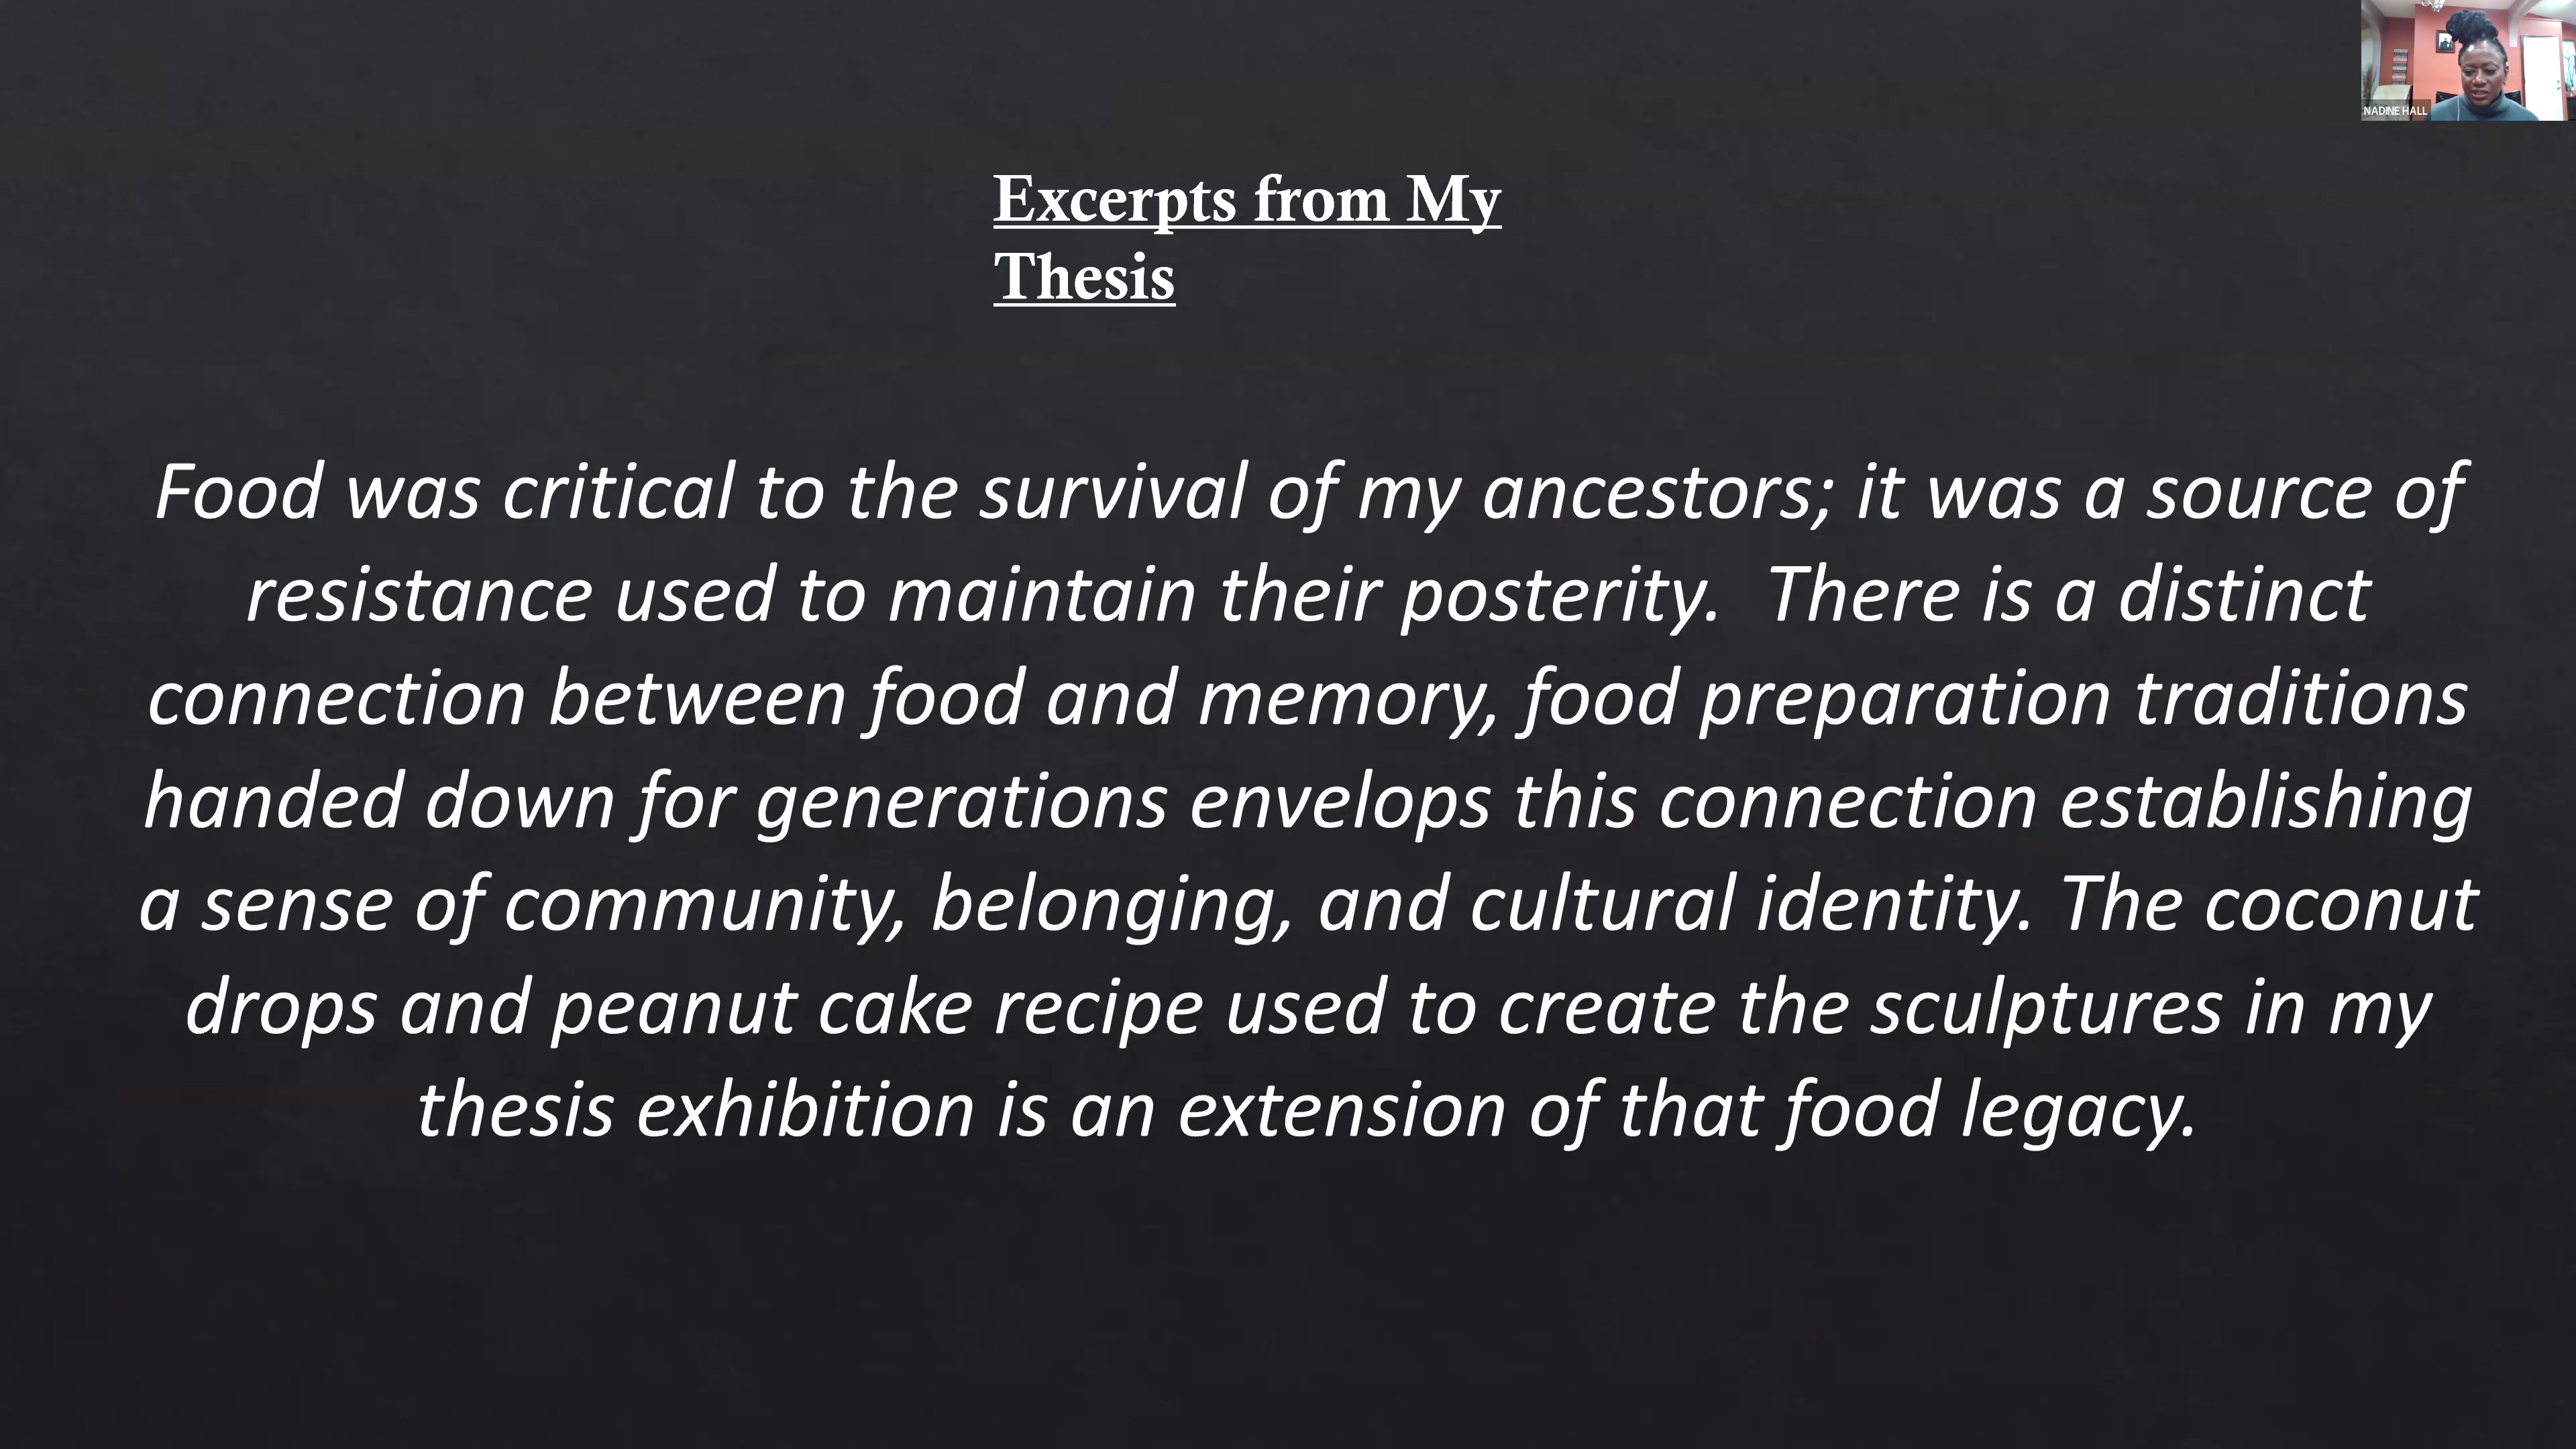 NADINE HALL
Excerpts from My
Thesis
Food was critical to the survival of my ancestors; it was a source of
resistance used to maintain their posterity.  There is a distinct
connection between food and memory, food preparation traditions
handed down for generations envelops this connection establishing
a sense of community, belonging, and cultural identity. The coconut
drops and peanut cake recipe used to create the sculptures in my
thesis exhibition is an extension of that food legacy.